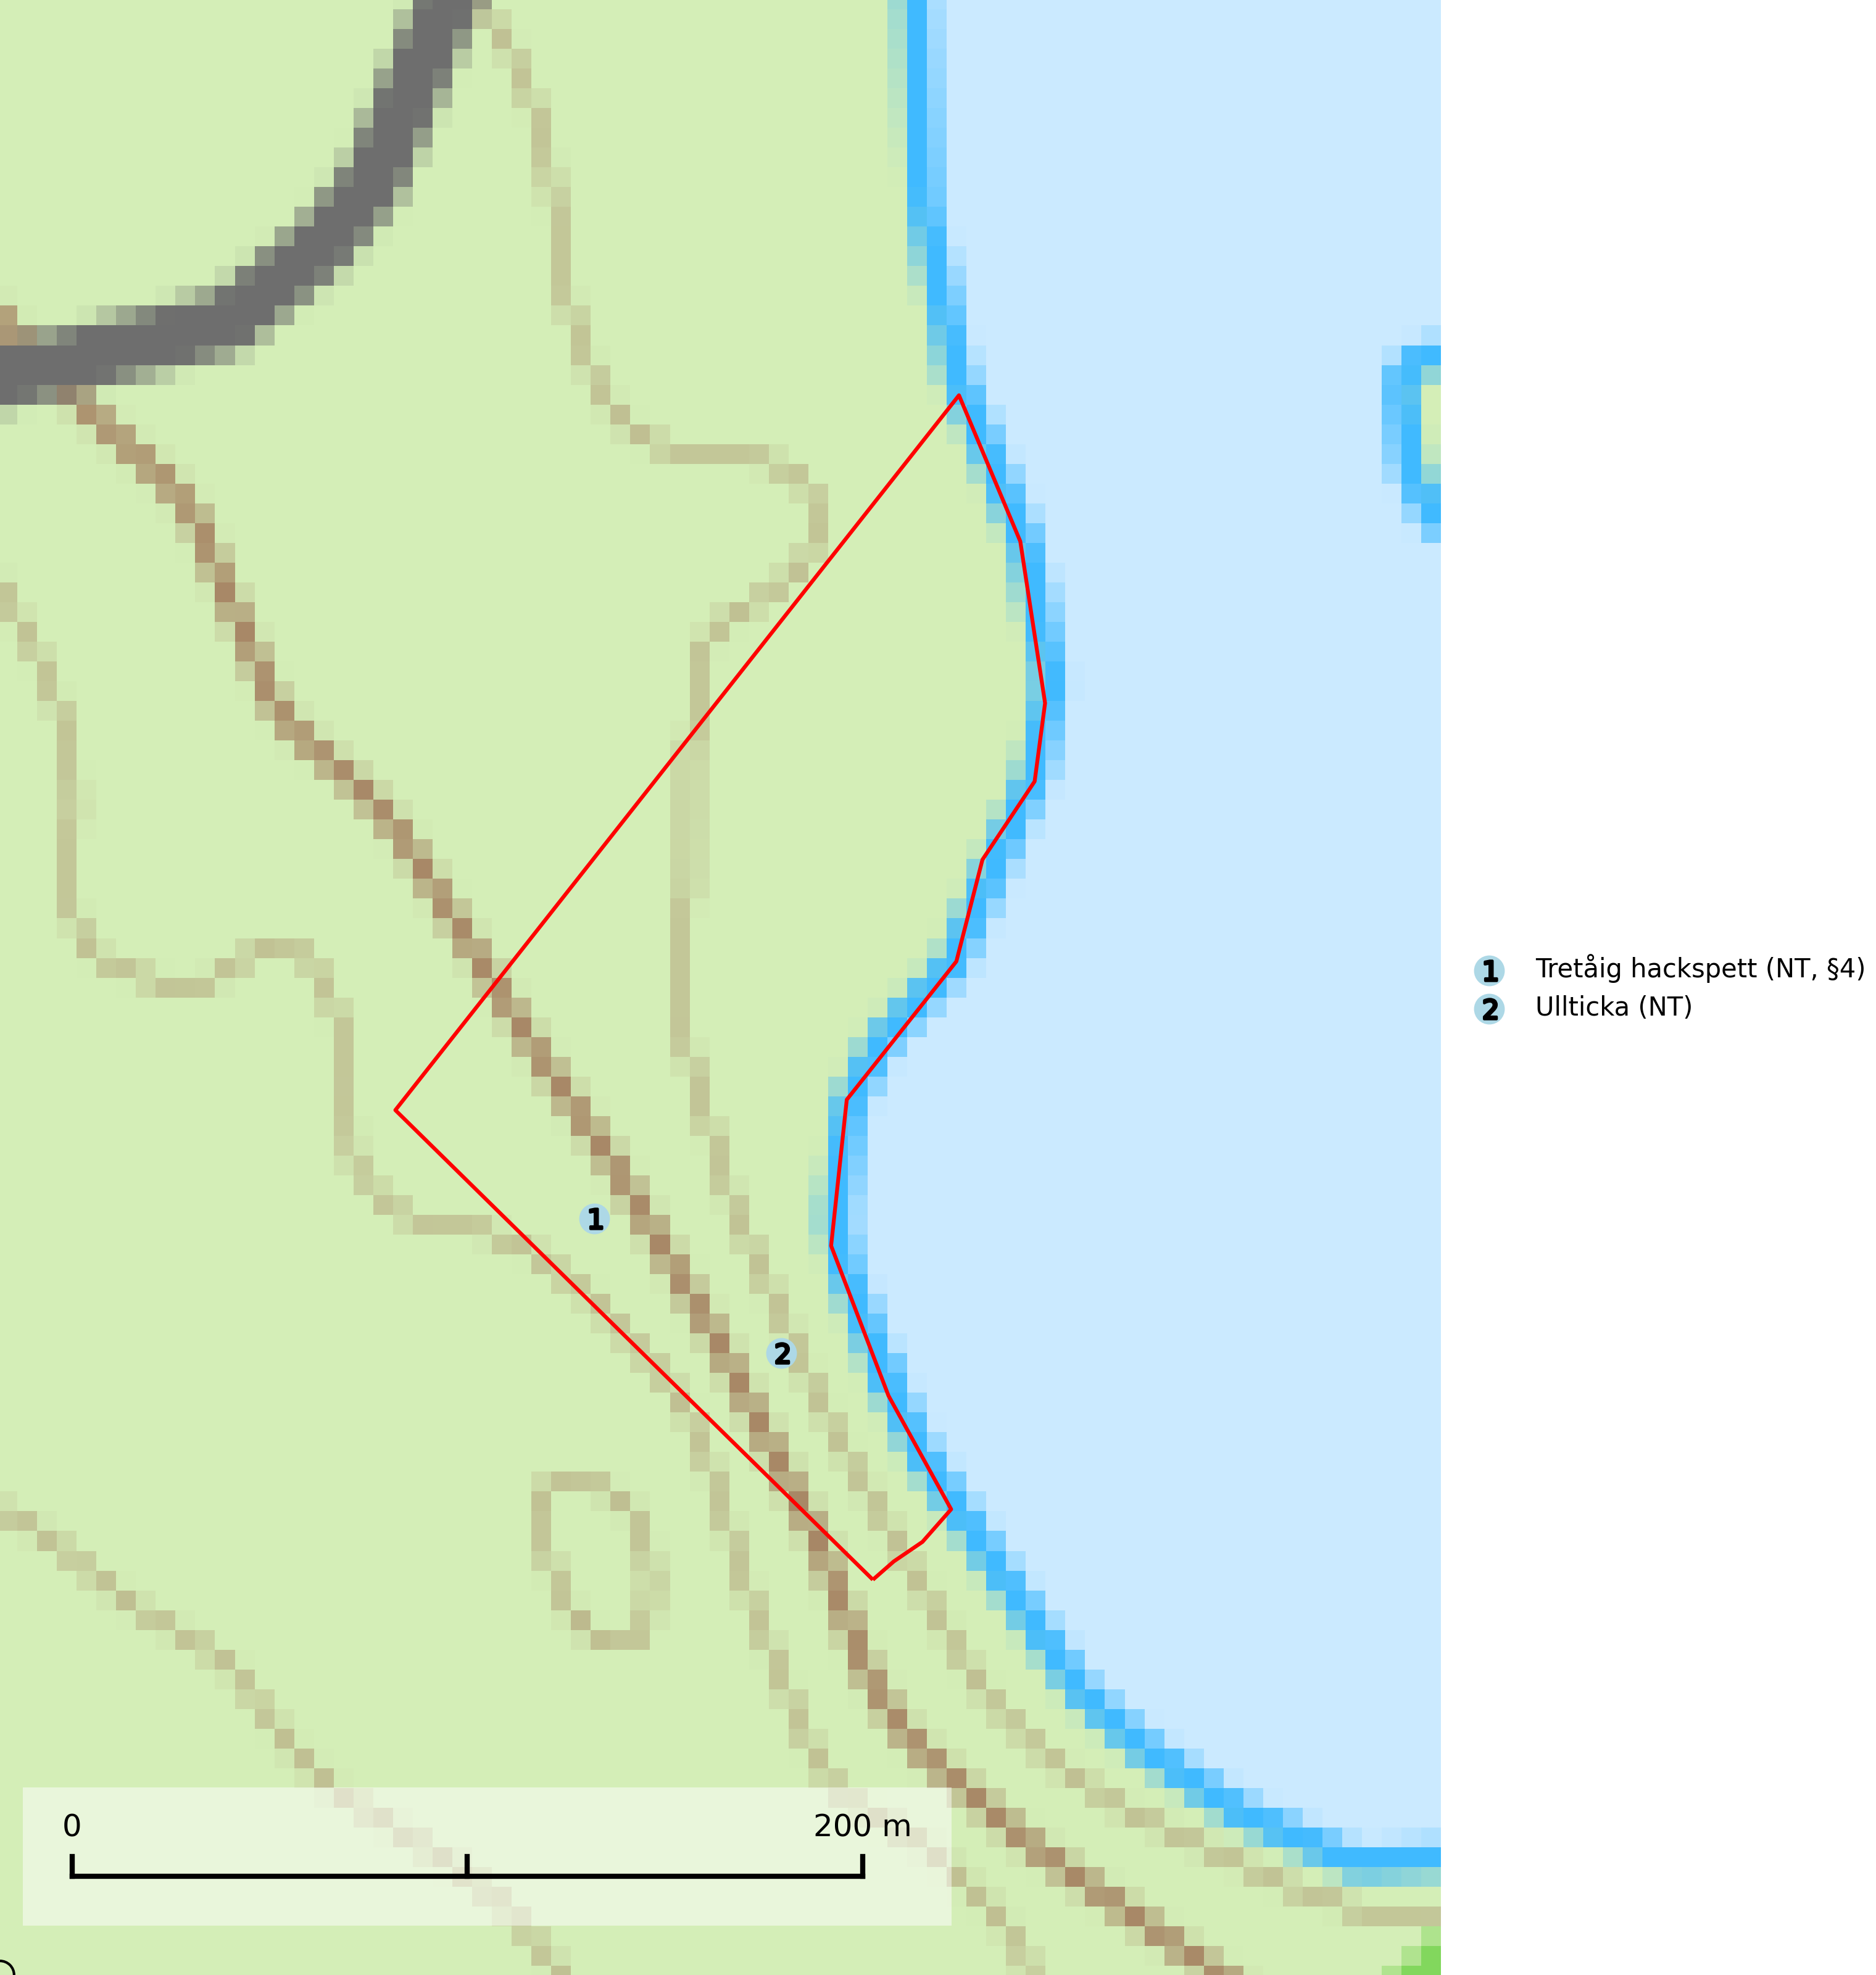 1 Tretåig hackspett (NT, §4)
2 Ullticka (NT)
1
2
0 200 m